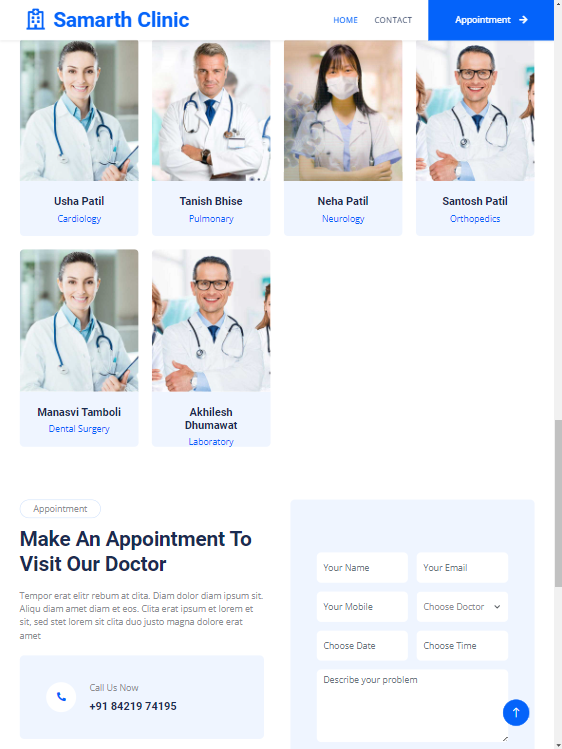 Samarth Clinic
HOME
CONTACT
Appointment
Usha Patil
Cardiology
Tanish Bhise
Pulmonary
Neha Patil
Neurology
Santosh Patil
Orthopedics
Manasvi Tamboli
Dental Surgery
Akhilesh
Dhumawat
Laboratory
Appointment
Make An Appointment To
Visit Our Doctor
Tempor erat elitr rebum at clita. Diam dolor diam ipsum sit.
Aliqu diam amet diam et eos. Clita erat ipsum et lorem et
sit, sed stet lorem sit clita duo justo magna dolore erat
amet
Call Us Now
+91 84219 74195
Your Name
Your Email
Your Mobile
Choose Doctor
Choose Date
Choose Time
Describe your problem